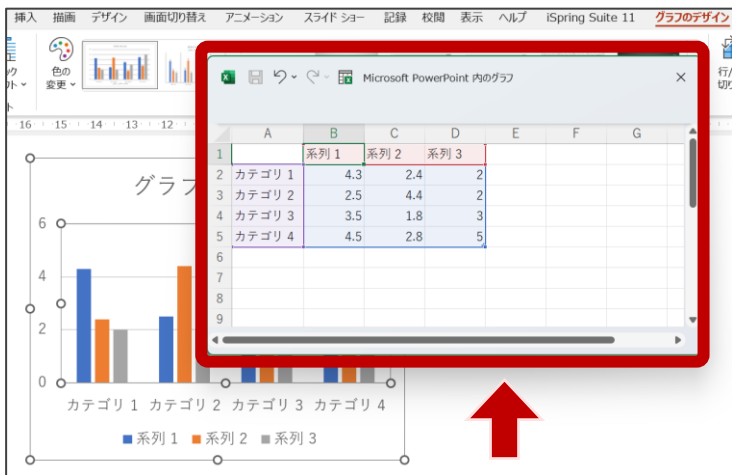 挿入 描画 デザイン 画面切り替え アニメーション スライド ショー 記録 校閲 表示 ヘルプ iSpring Suite 11 グラフのデザイン
色の
変更
行/
切り
Microsoft PowerPoint 内のグラフ
16 15 14 13 12
A B C D E F G
1 系列 1 系列 2 系列 3
2 カテゴリ 1 4.3 2.4 2
3 カテゴリ 2 2.5 4.4 2
4 カテゴリ 3 3.5 1.8 3
5 カテゴリ 4 4.5 2.8 5
6
7
8
9
グラフ
6
4
2
0
カテゴリ 1 カテゴリ 2 カテゴリ 3 カテゴリ 4
系列 1 系列 2 系列 3